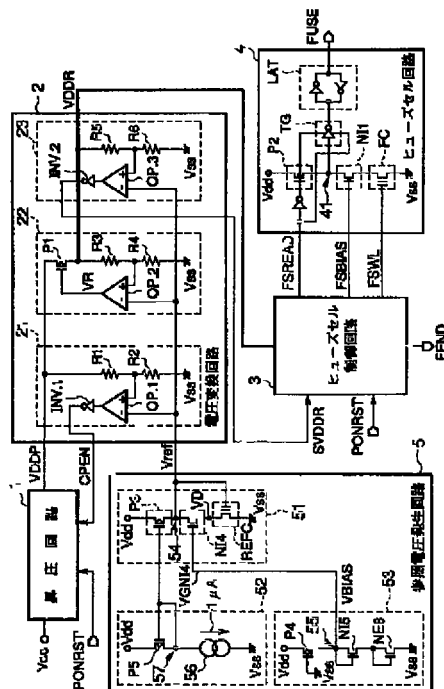 1
昇圧回路
Vcc
PONRST
VDDP
CPEN
2
電圧変換回路
21
INV.1
R1
R2
OP.1
Vss
22
P1
VR
R3
R4
OP.2
Vss
23
INV.2
R5
R6
OP.3
Vss
VDDR
Vref
3
ヒューズセル制御回路
SVDDR
PONRST
FEND
FSREAD
FSBIAS
FSWL
4
ヒューズセル回路
FUSE
LAT
TG
P2
Vdd
41
NI1
FC
Vss
5
参照電圧発生回路
51
Vdd
P3
54
VGNI4
NI4
VD
REFC
Vss
52
Vdd
P5
57
56
1μA
Vss
53
Vdd
P4
Vss
55
VBIAS
NI5
NE3
Vss